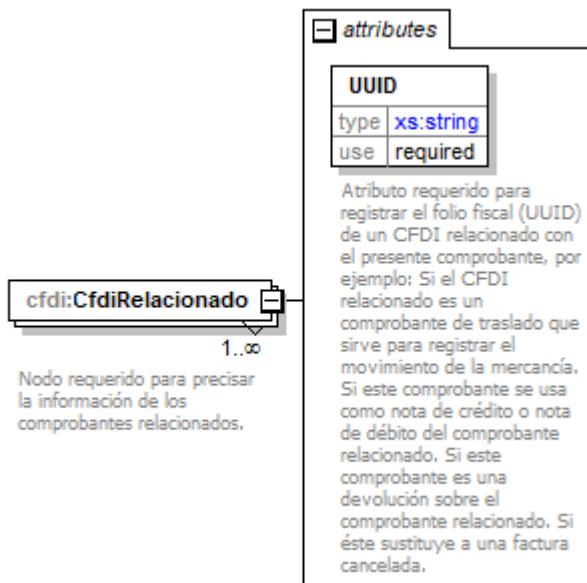 attributes
UUID
type xs:string
use required
Atributo requerido para
registrar el folio fiscal (UUID)
de un CFDI relacionado con
el presente comprobante, por
ejemplo: Si el CFDI
relacionado es un
comprobante de traslado que
sirve para registrar el
movimiento de la mercancía.
Si este comprobante se usa
como nota de crédito o nota
de débito del comprobante
relacionado. Si este
comprobante es una
devolución sobre el
comprobante relacionado. Si
éste sustituye a una factura
cancelada.
cfdi:CfdiRelacionado
1..∞
Nodo requerido para precisar
la información de los
comprobantes relacionados.